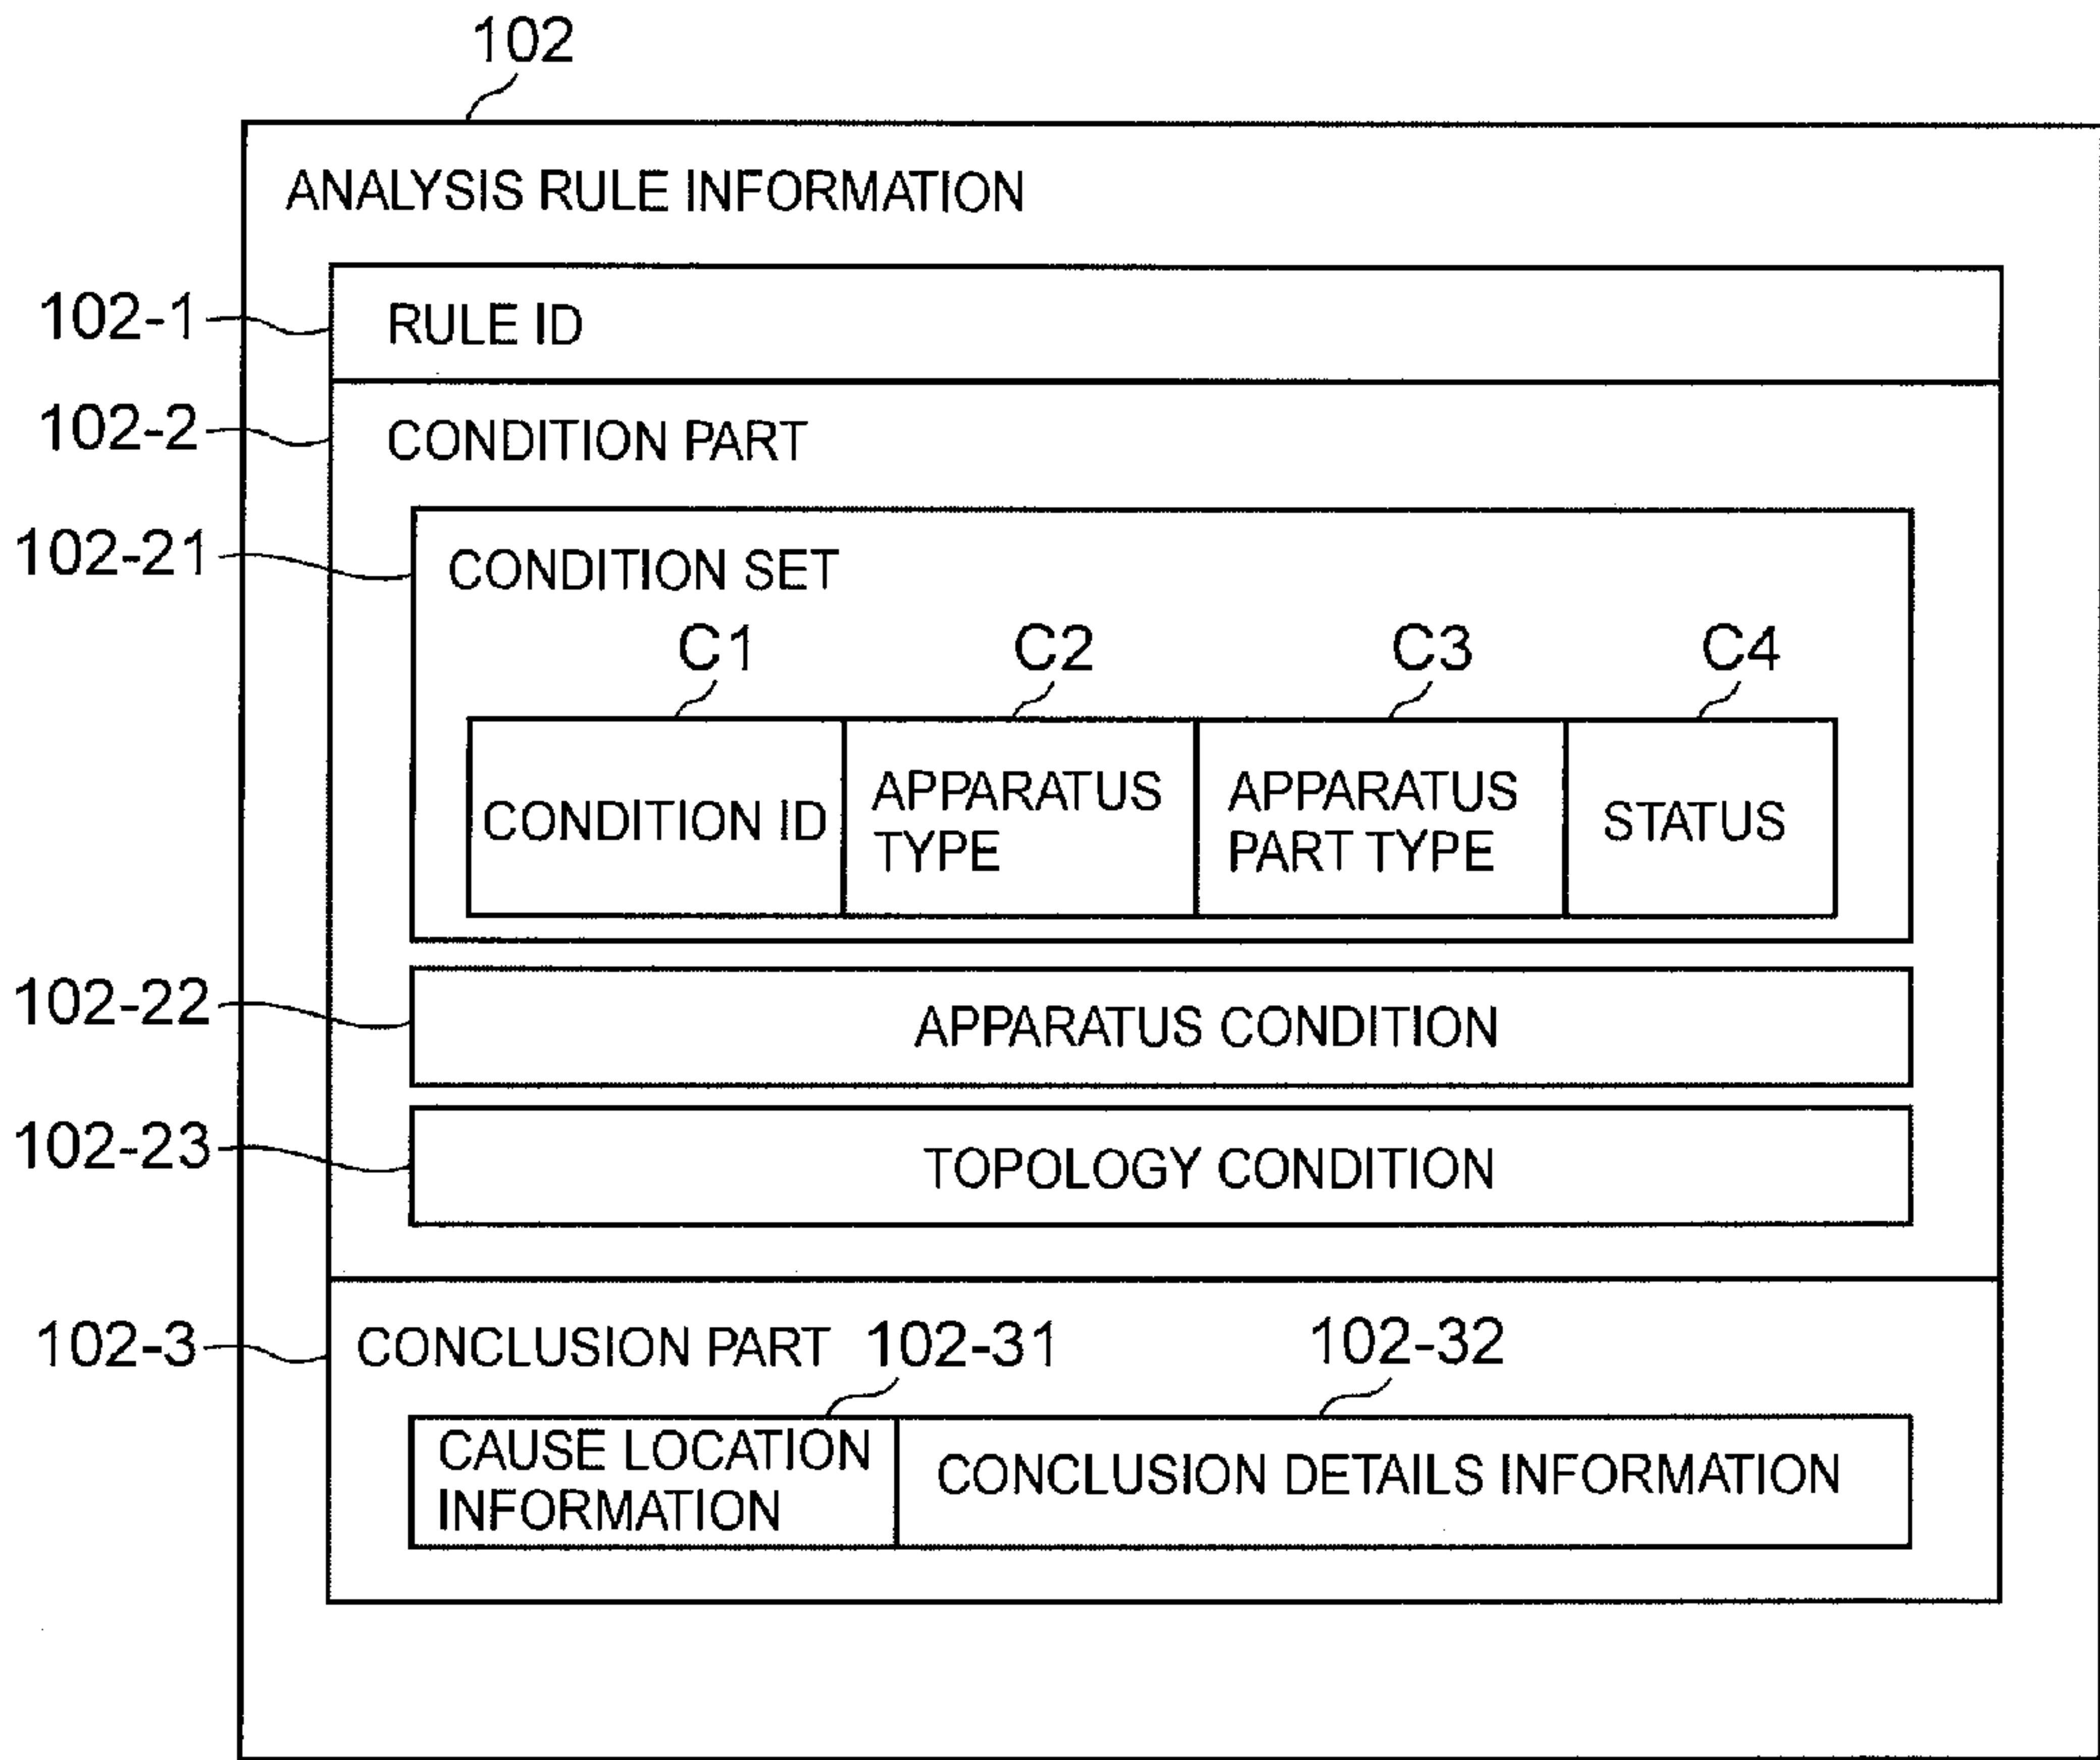 102
ANALYSIS RULE INFORMATION
102-1
RULE ID
102-2
CONDITION PART
102-21
CONDITION SET
C1 C2 C3 C4
CONDITION ID
APPARATUS
TYPE
APPARATUS
PART TYPE
STATUS
102-22
APPARATUS CONDITION
102-23
TOPOLOGY CONDITION
102-3
CONCLUSION PART
102-31
102-32
CAUSE LOCATION
INFORMATION
CONCLUSION DETAILS INFORMATION